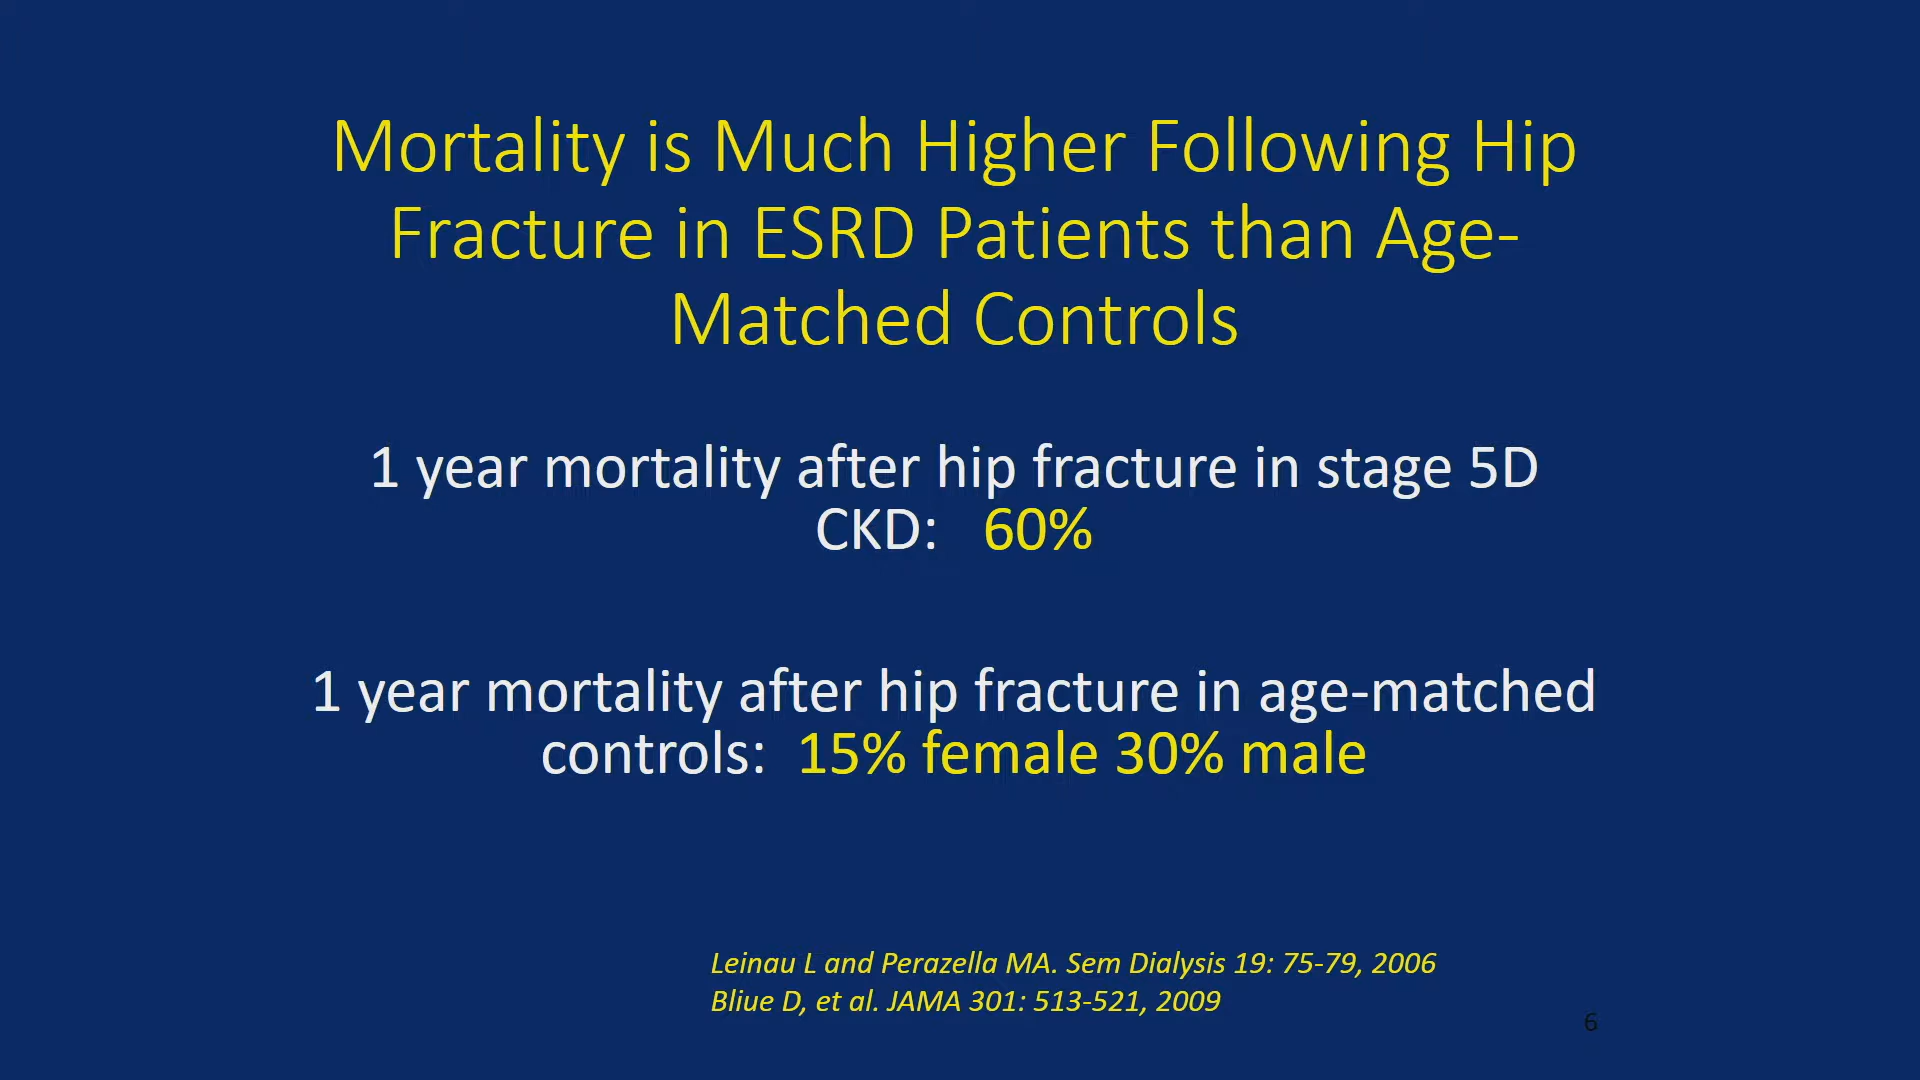 Mortality is Much Higher Following Hip
Fracture in ESRD Patients than Age-
Matched Controls
1 year mortality after hip fracture in stage 5D
CKD: 60%
1 year mortality after hip fracture in age-matched
controls: 15% female 30% male
Leinau L and Perazella MA. Sem Dialysis 19: 75-79, 2006
Bliue D, et al. JAMA 301: 513-521, 2009
6